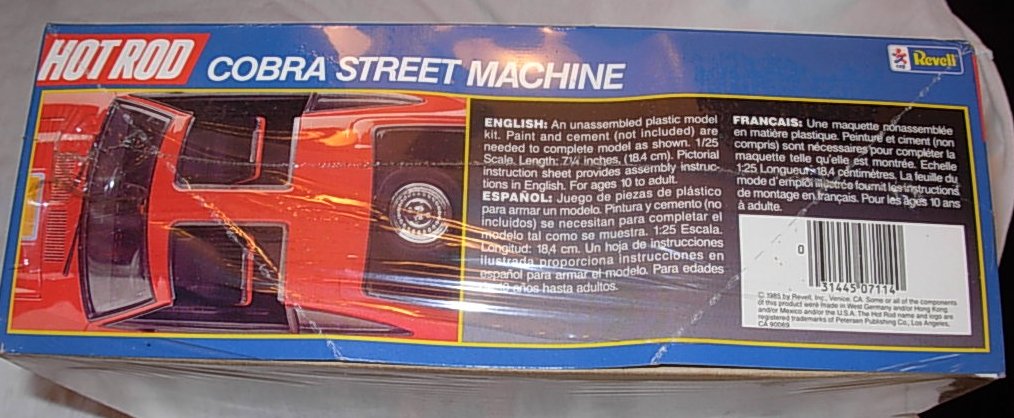 HOT ROD COBRA STREET MACHINE
Revell
ENGLISH: An unassembled plastic model
kit. Paint and cement (not included) are
needed to complete model as shown. 1/25
Scale. Length: 7¼ inches, (18.4 cm). Pictorial
instruction sheet provides assembly instruc-
tions in English. For ages 10 to adult.
ESPAÑOL: Juego de piezas de plástico
para armar un modelo. Pintura y cemento (no
incluidos) se necesitan para completar el
modelo tal como se muestra. 1:25 Escala.
Longitud: 18,4 cm. Un hoja de instrucciones
ilustrada proporciona instrucciones en
español para armar el modelo. Para edades
años hasta adultos.
FRANÇAIS: Une maquette nonassemblée
en matière plastique. Peinture et ciment (non
compris) sont nécessaires pour compléter la
maquette telle qu'elle est montrée. Echelle
1:25 Longueur: 18,4 centimètres. La feuille du
mode d'emploi illustrée fournit les instructions
de montage en français. Pour les âges 10 ans
à adulte.
0
31445 07114
© 1985 by Revell, Inc., Venice, CA. Some or all of the components
of this product were made in West Germany and/or Hong Kong
and/or Mexico and/or the U.S.A. The Hot Rod name and logo are
registered trademarks of Petersen Publishing Co., Los Angeles,
CA 90069.